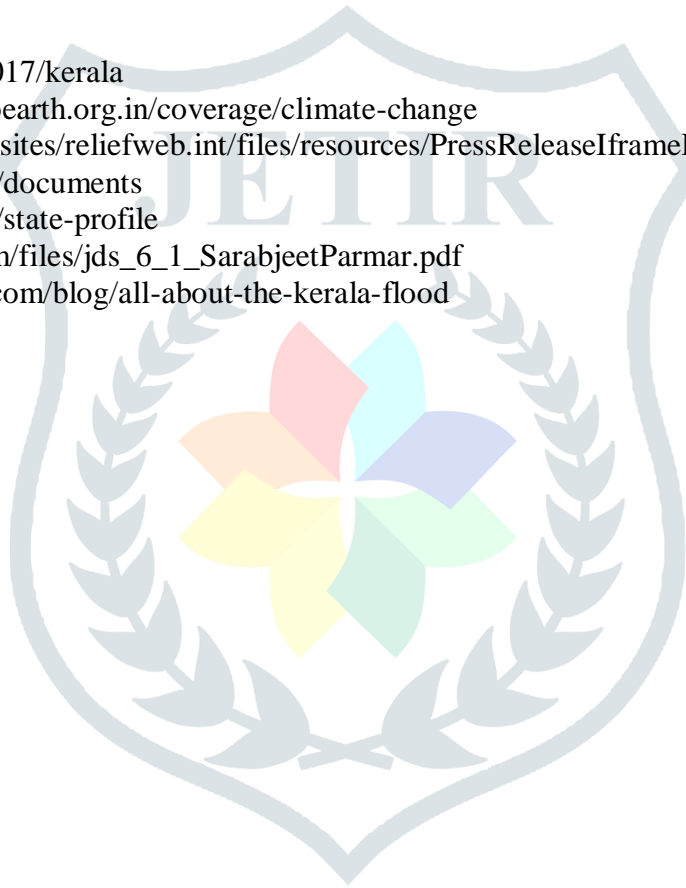 017/kerala
earth.org.in/coverage/climate-change
sites/reliefweb.int/files/resources/PressReleaseIframe
/documents
/state-profile
/files/jds_6_1_SarabjeetParmar.pdf
com/blog/all-about-the-kerala-flood
JETIR